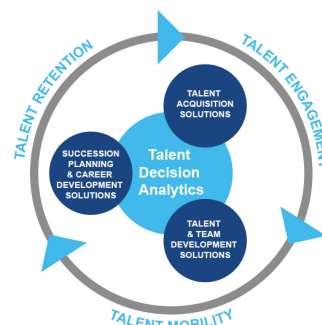 TALENT RETENTION
TALENT ENGAGEMENT
TALENT
ACQUISITION
SOLUTIONS
SUCCESSION
PLANNING
& CAREER
DEVELOPMENT
SOLUTIONS
Talent
Decision
Analytics
TALENT
& TEAM
DEVELOPMENT
SOLUTIONS
TALENT MOBILITY